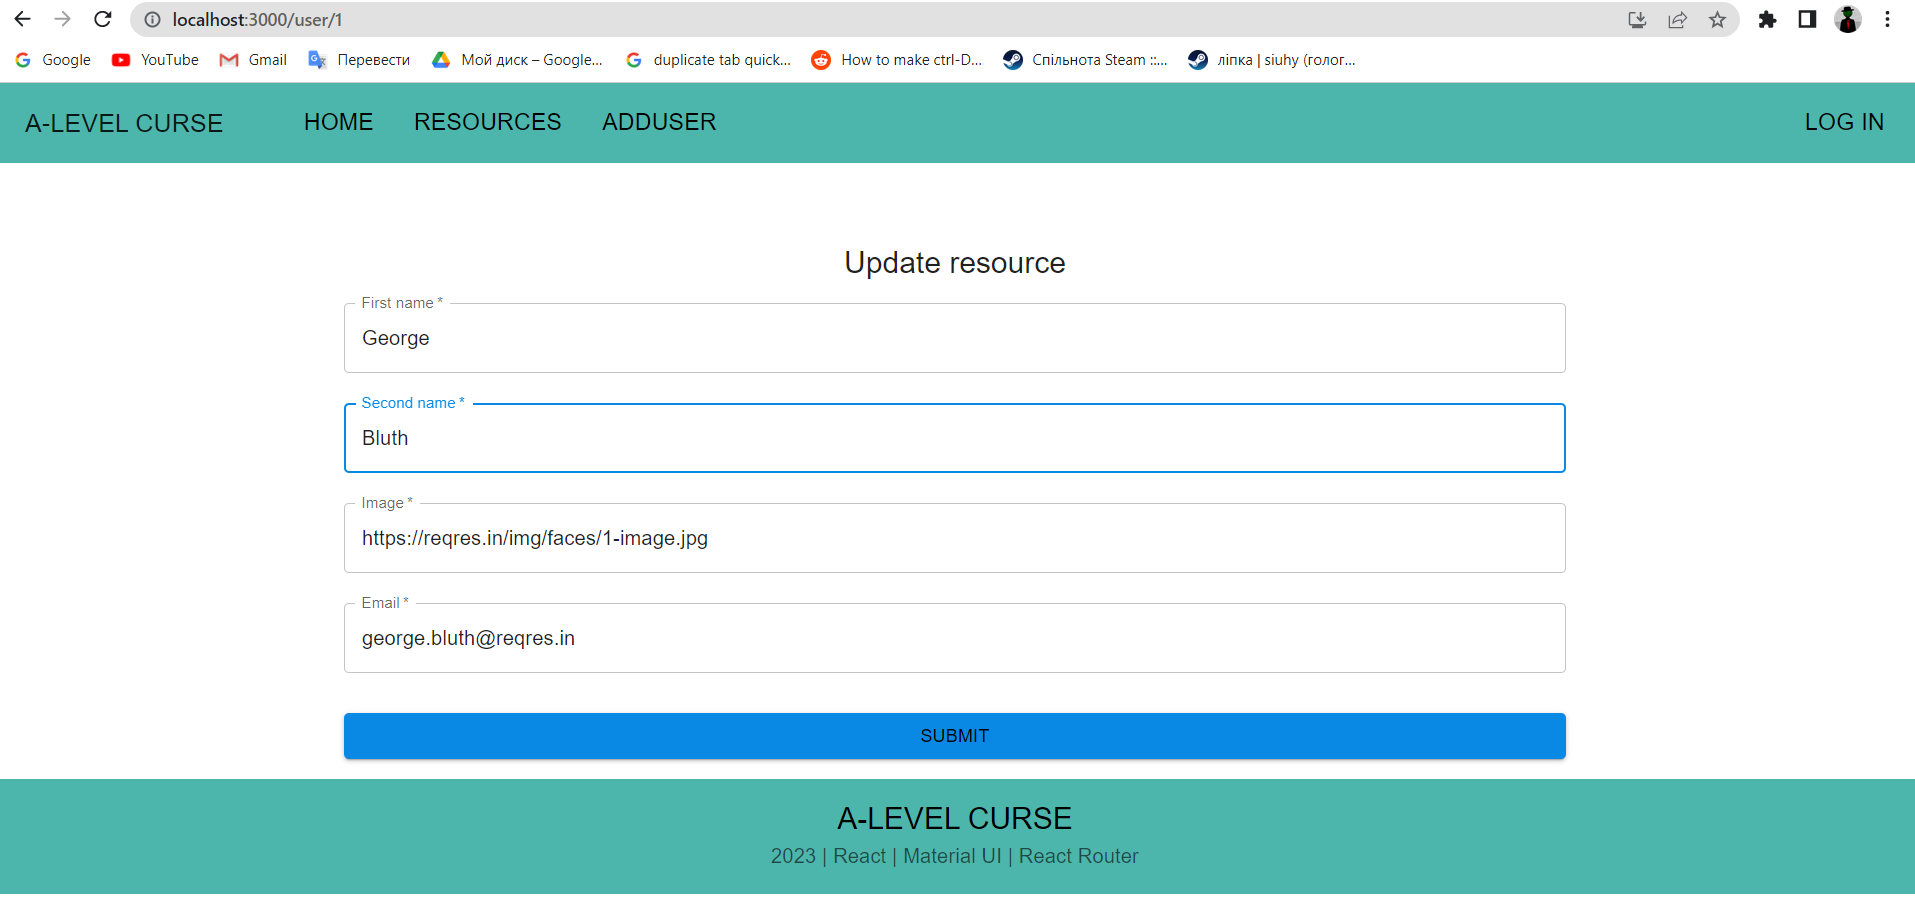 localhost:3000/user/1
Google YouTube Gmail Перевести Мой диск – Google... duplicate tab quick... How to make ctrl-D... Спільнота Steam ::... ліпка | siuhy (голог...
A-LEVEL CURSE HOME RESOURCES ADDUSER LOG IN
Update resource
First name *
George
Second name *
Bluth
Image *
https://reqres.in/img/faces/1-image.jpg
Email *
george.bluth@reqres.in
SUBMIT
A-LEVEL CURSE
2023 | React | Material UI | React Router